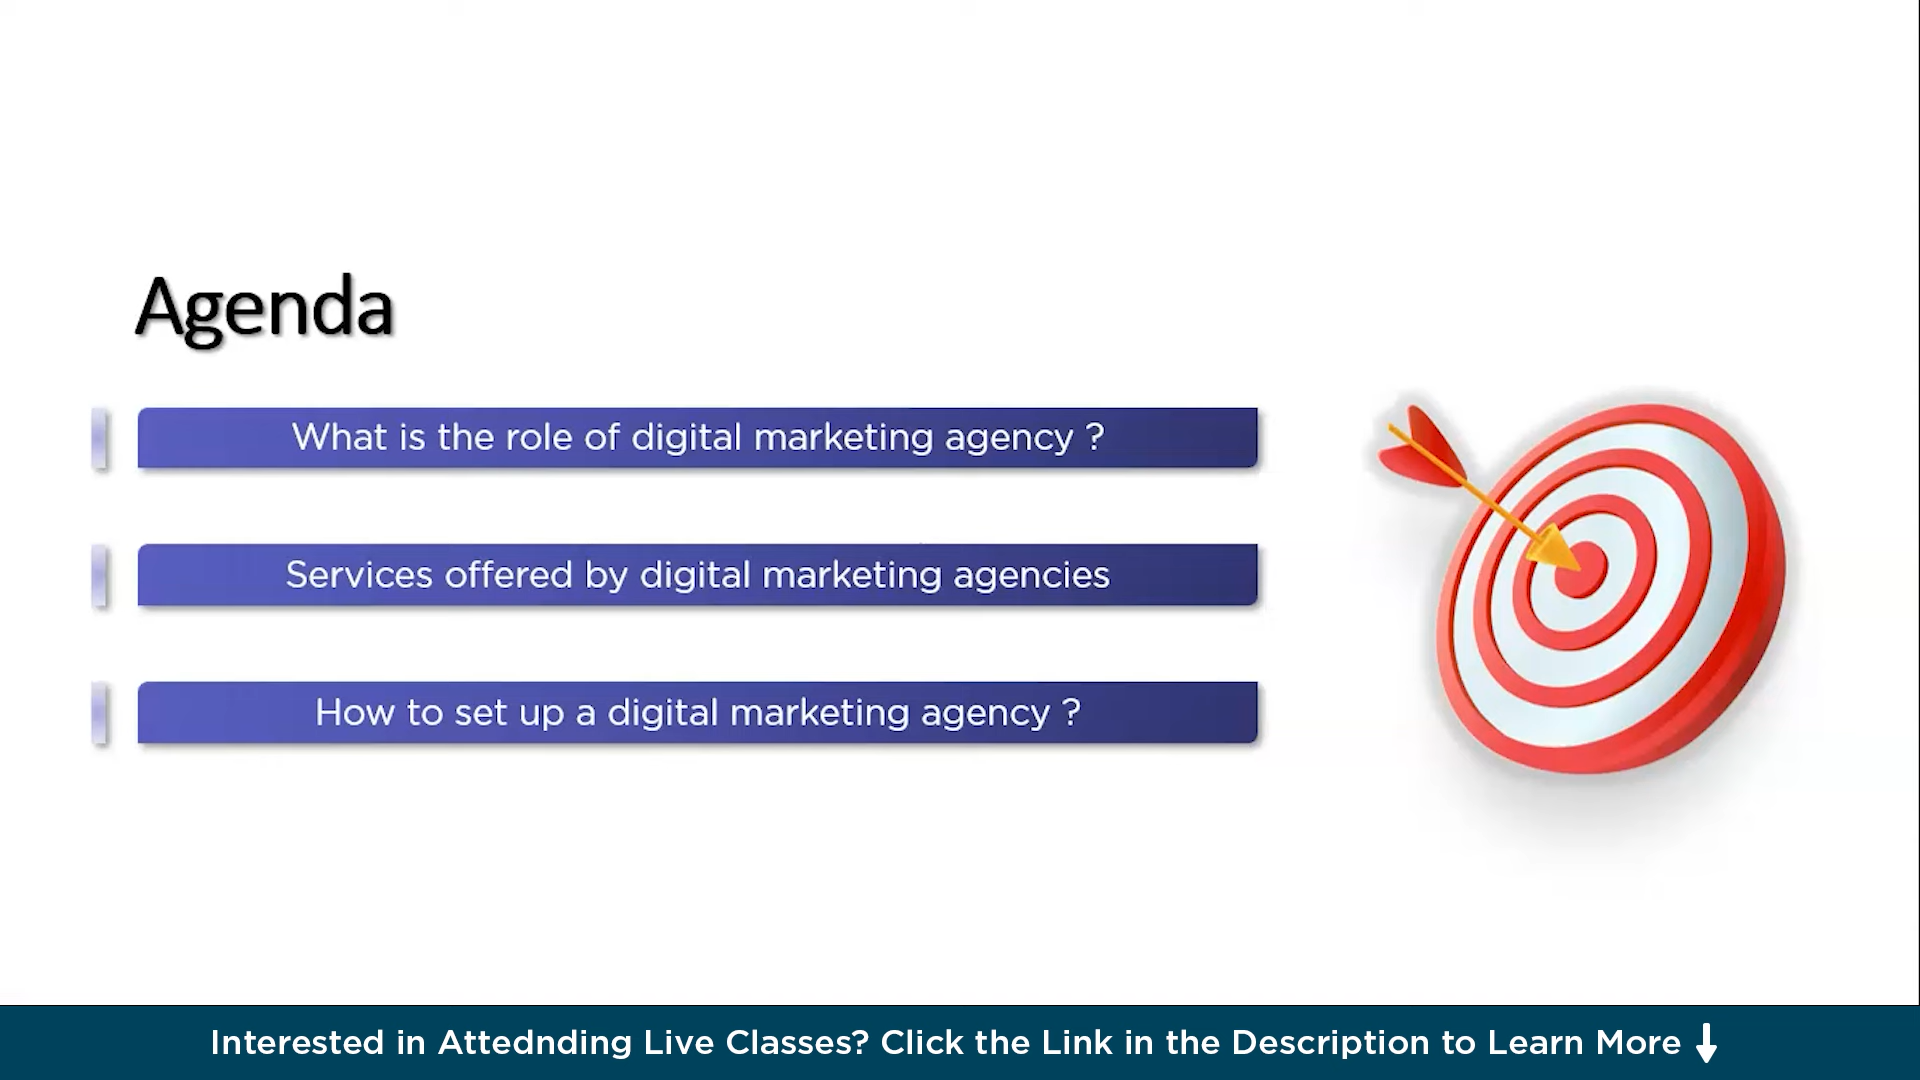 Agenda
What is the role of digital marketing agency ?
Services offered by digital marketing agencies
How to set up a digital marketing agency ?
Interested in Attednding Live Classes? Click the Link in the Description to Learn More